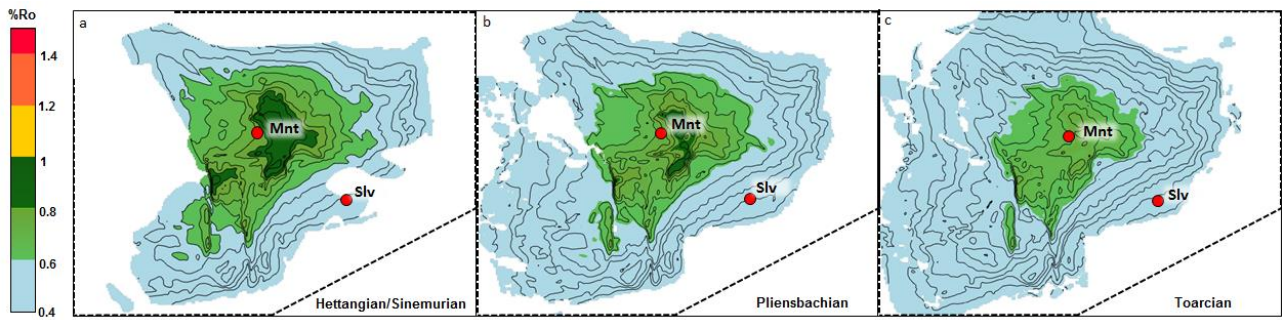 %Ro
1.4
1.2
1
0.8
0.6
0.4
a
Mnt
Slv
Hettangian/Sinemurian
b
Mnt
Slv
Pliensbachian
c
Mnt
Slv
Toarcian